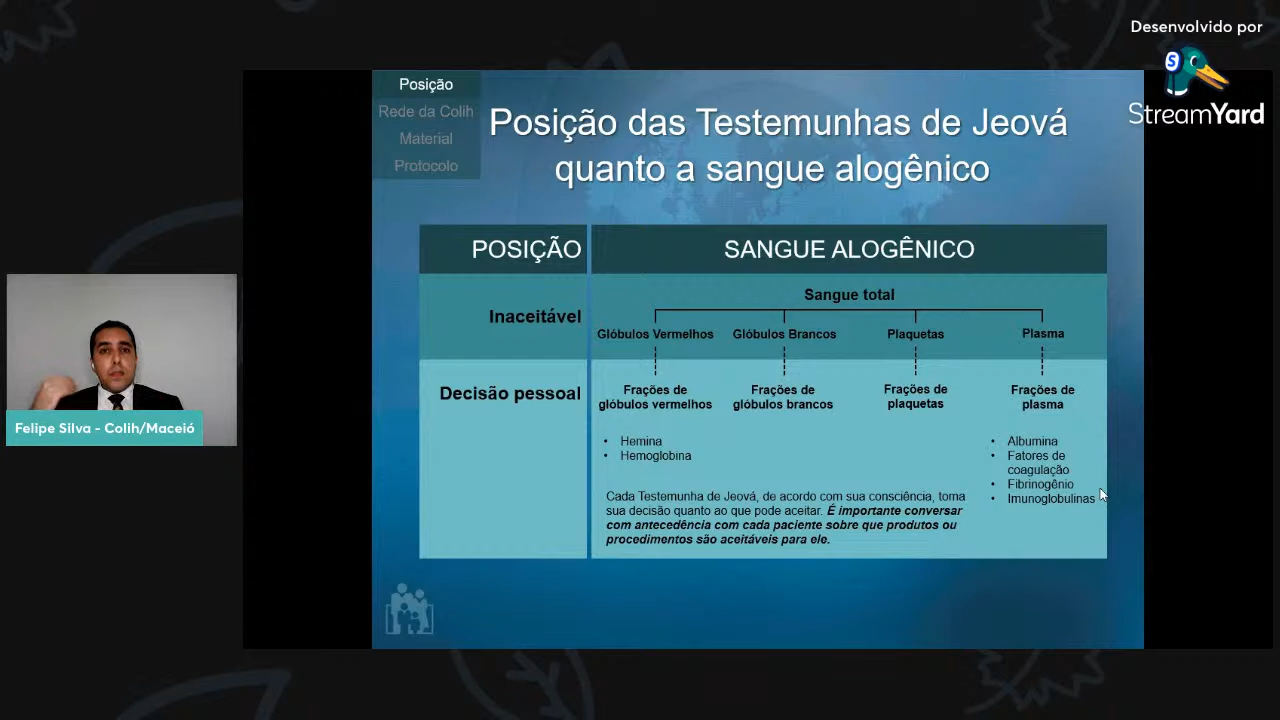 Desenvolvido por
StreamYard
Posição
Rede da Colih
Material
Protocolo
Posição das Testemunhas de Jeová
quanto a sangue alogênico
POSIÇÃO
SANGUE ALOGÊNICO
Inaceitável
Sangue total
Glóbulos Vermelhos
Glóbulos Brancos
Plaquetas
Plasma
Decisão pessoal
Frações de
glóbulos vermelhos
Frações de
glóbulos brancos
Frações de
plaquetas
Frações de
plasma
• Hemina
• Hemoglobina
• Albumina
• Fatores de
coagulação
• Fibrinogênio
• Imunoglobulinas
Cada Testemunha de Jeová, de acordo com sua consciência, toma
sua decisão quanto ao que pode aceitar. É importante conversar
com antecedência com cada paciente sobre que produtos ou
procedimentos são aceitáveis para ele.
Felipe Silva - Colih/Maceió